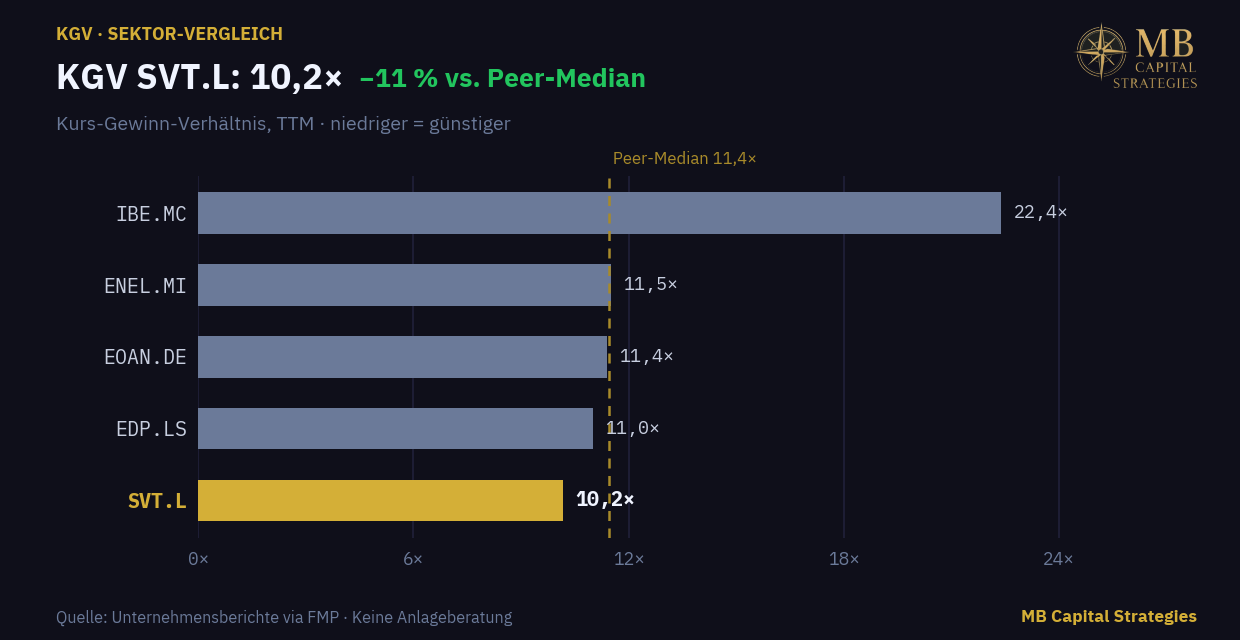 KGV · SEKTOR-VERGLEICH
MB
CAPITAL
STRATEGIES
KGV SVT.L: 10,2× −11 % vs. Peer-Median
Kurs-Gewinn-Verhältnis, TTM · niedriger = günstiger
Peer-Median 11,4×
IBE.MC 22,4×
ENEL.MI 11,5×
EOAN.DE 11,4×
EDP.LS 11,0×
SVT.L 10,2×
0× 6× 12× 18× 24×
Quelle: Unternehmensberichte via FMP · Keine Anlageberatung
MB Capital Strategies